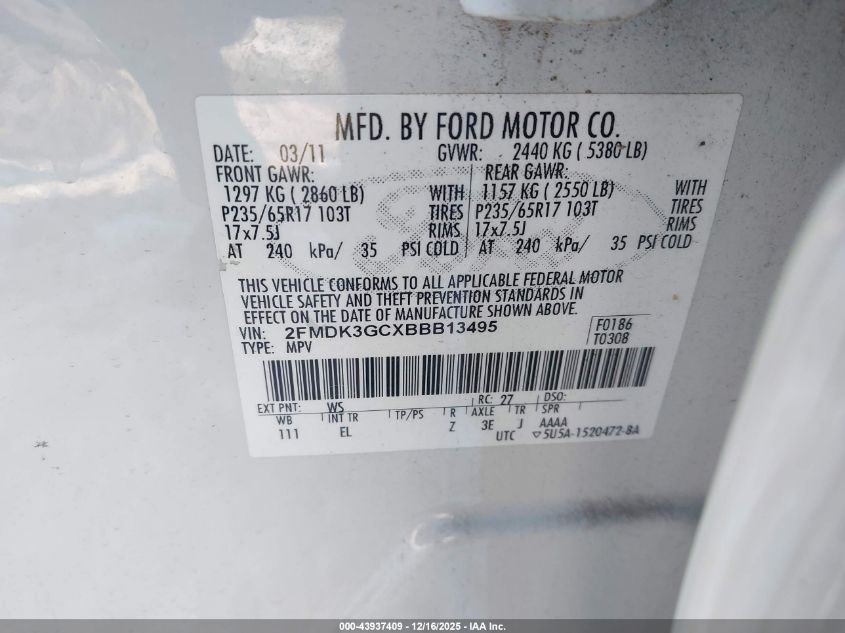 MFD. BY FORD MOTOR CO.
DATE: 03/11 GVWR: 2440 KG ( 5380 LB)
FRONT GAWR: REAR GAWR:
1297 KG ( 2860 LB) WITH 1157 KG ( 2550 LB) WITH
P235/65R17 103T TIRES P235/65R17 103T TIRES
17x7.5J RIMS 17x7.5J RIMS
AT 240 kPa/ 35 PSI COLD AT 240 kPa/ 35 PSI COLD
THIS VEHICLE CONFORMS TO ALL APPLICABLE FEDERAL MOTOR
VEHICLE SAFETY AND THEFT PREVENTION STANDARDS IN
EFFECT ON THE DATE OF MANUFACTURE SHOWN ABOVE.
VIN: 2FMDK3GCXBBB13495 F0186
TYPE: MPV T0308
EXT PNT: WS RC: 27 DSO:
WB INT TR TP/PS R AXLE TR SPR
111 EL Z 3E J AAAA
UTC ▽5U5A-1520472-BA
000-43937409 - 12/16/2025 - IAA Inc.